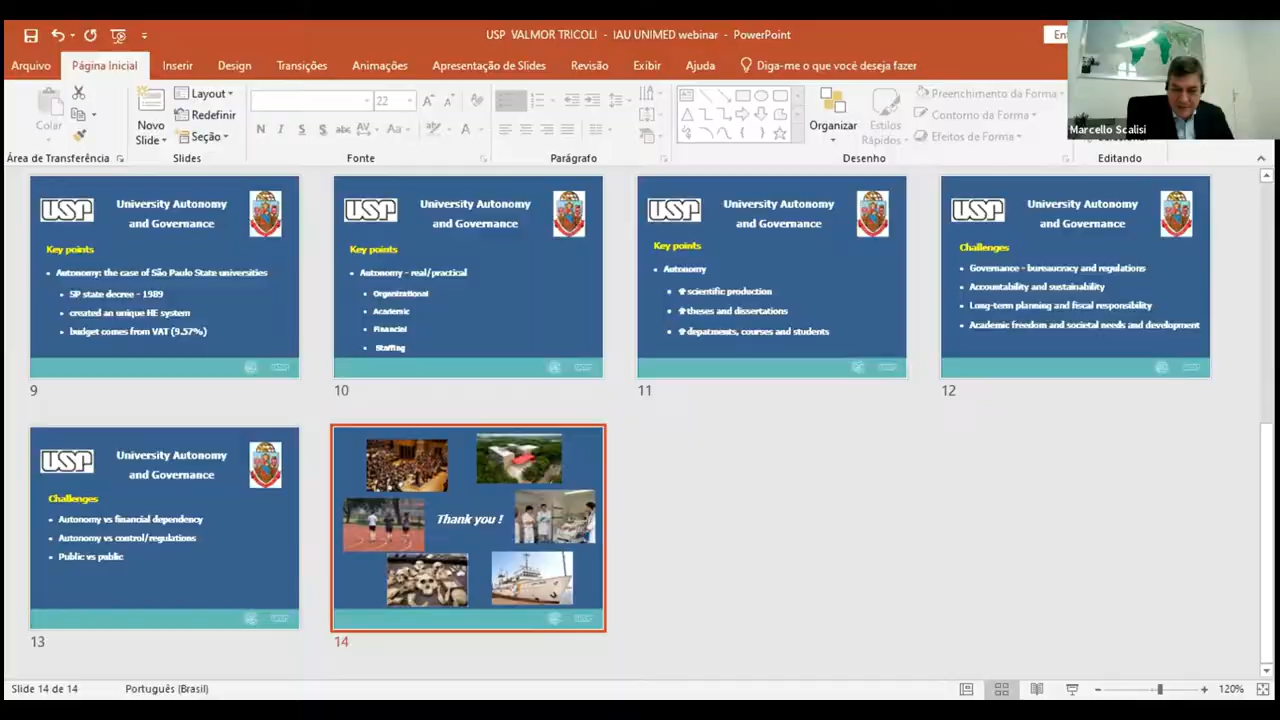 USP VALMOR TRICOLI - IAU UNIMED webinar - PowerPoint
Arquivo
Página Inicial
Inserir
Design
Transições
Animações
Apresentação de Slides
Revisão
Exibir
Ajuda
Diga-me o que você deseja fazer
Colar
Novo
Slide
Layout
Redefinir
Seção
22
N I S S abc AV Aa A
Organizar
Estilos
Rápidos
Preenchimento da Forma
Contorno da Forma
Efeitos de Forma
Marcello Scalisi
Área de Transferência
Slides
Fonte
Parágrafo
Desenho
Editando
USP
University Autonomy
and Governance
Key points
• Autonomy: the case of São Paulo State universities
• SP state decree - 1989
• created an unique HE system
• budget comes from VAT (9.57%)
9
USP
University Autonomy
and Governance
Key points
• Autonomy - real/practical
• Organizational
• Academic
• Financial
• Staffing
10
USP
University Autonomy
and Governance
Key points
• Autonomy
• ⇑ scientific production
• ⇑ theses and dissertations
• ⇑ depatments, courses and students
11
USP
University Autonomy
and Governance
Challenges
• Governance - bureaucracy and regulations
• Accountability and sustainability
• Long-term planning and fiscal responsibility
• Academic freedom and societal needs and development
12
USP
University Autonomy
and Governance
Challenges
• Autonomy vs financial dependency
• Autonomy vs control/regulations
• Public vs public
13
Thank you !
14
Slide 14 de 14
Português (Brasil)
120%